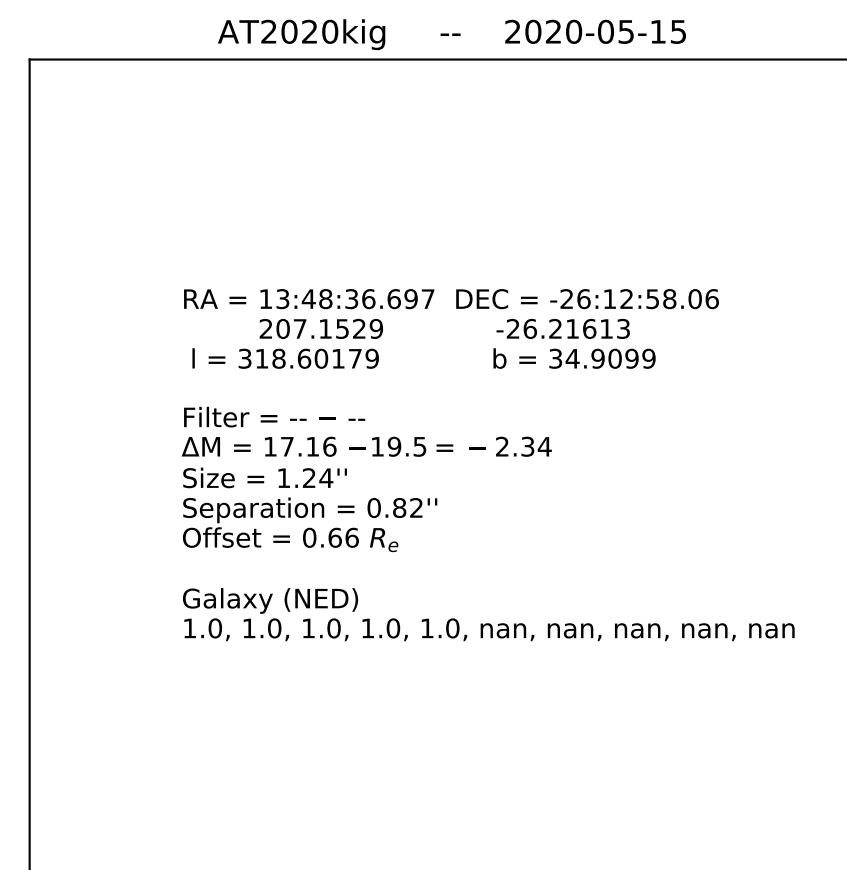 AT2020kig -- 2020-05-15
RA = 13:48:36.697 DEC = -26:12:58.06
207.1529 -26.21613
l = 318.60179 b = 34.9099
Filter = -- − --
ΔM = 17.16 −19.5 = − 2.34
Size = 1.24''
Separation = 0.82''
Offset = 0.66 Re
Galaxy (NED)
1.0, 1.0, 1.0, 1.0, 1.0, nan, nan, nan, nan, nan